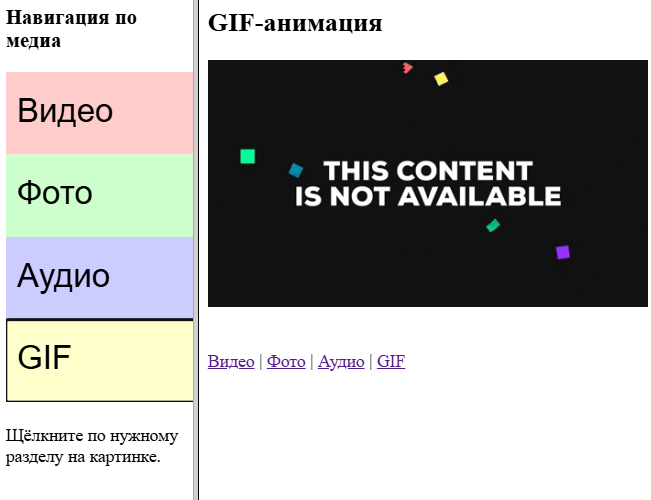 Навигация по
медиа
Видео
Фото
Аудио
GIF
Щёлкните по нужному
разделу на картинке.
GIF-анимация
THIS CONTENT
IS NOT AVAILABLE
Видео | Фото | Аудио | GIF